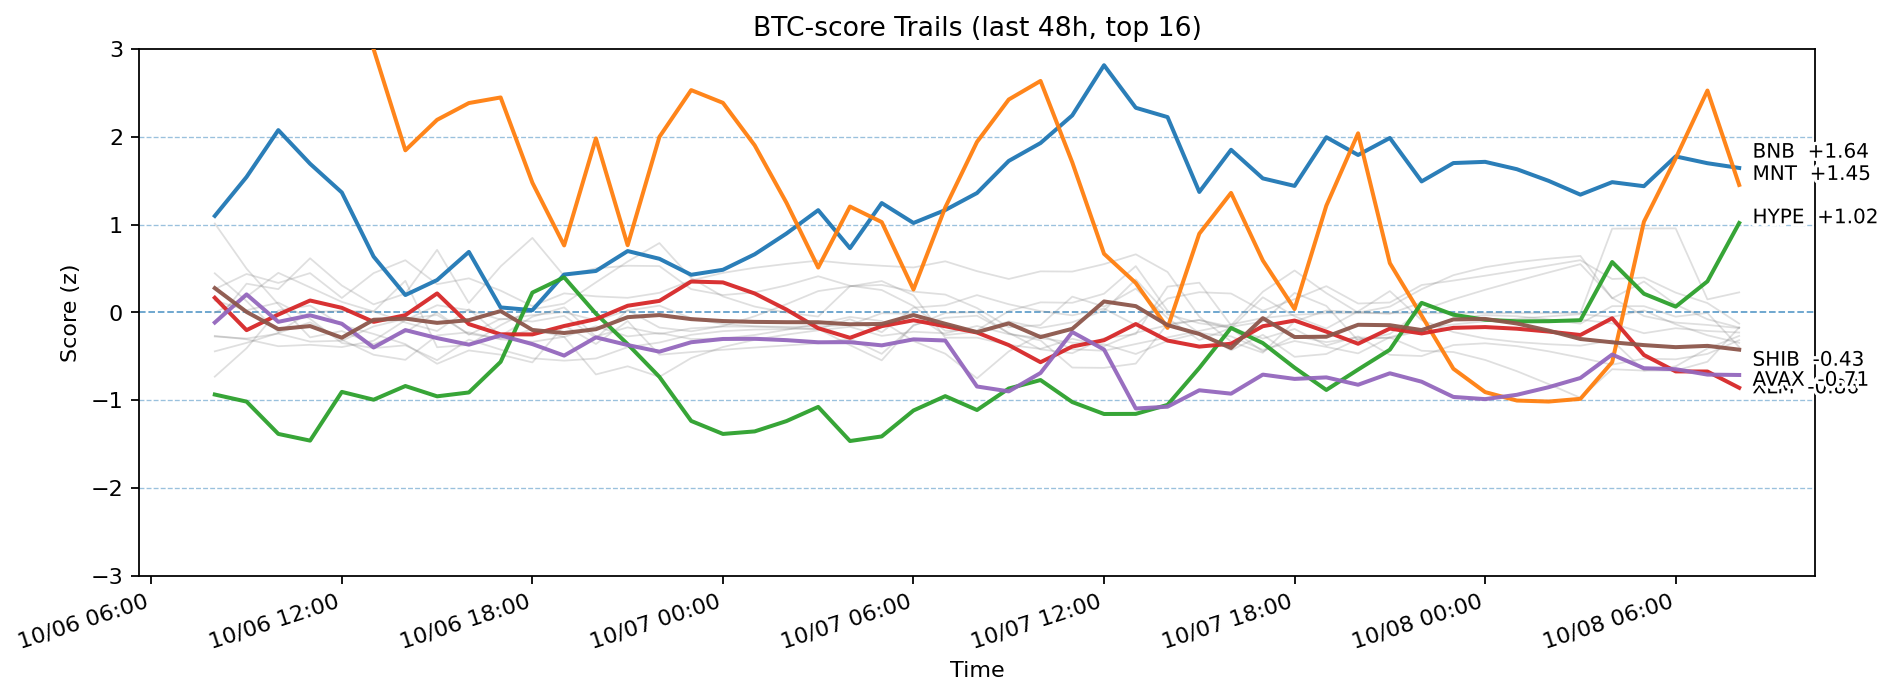 BTC-score Trails (last 48h, top 16)
Score (z)
3
2
1
0
−1
−2
−3
BNB +1.64
MNT +1.45
HYPE +1.02
SHIB -0.43
AVAX -0.71
10/06 06:00
10/06 12:00
10/06 18:00
10/07 00:00
10/07 06:00
10/07 12:00
10/07 18:00
10/08 00:00
10/08 06:00
Time